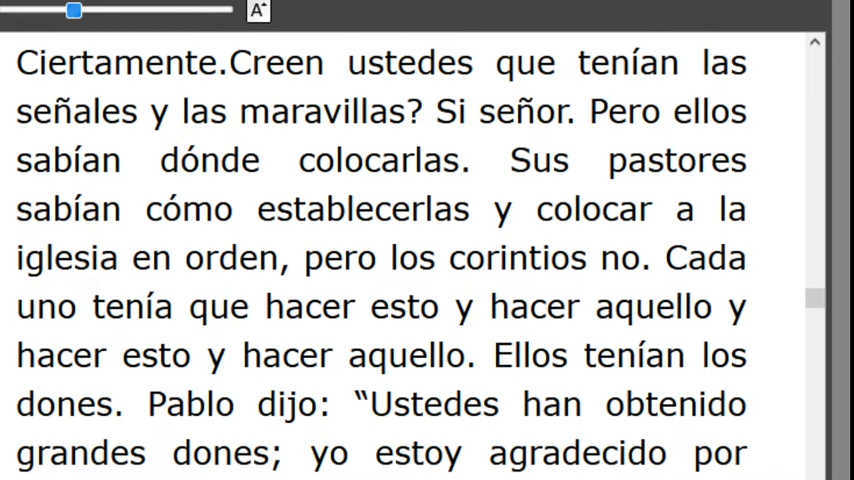 A
Ciertamente.Creen ustedes que tenían las
señales y las maravillas? Si señor. Pero ellos
sabían dónde colocarlas. Sus pastores
sabían cómo establecerlas y colocar a la
iglesia en orden, pero los corintios no. Cada
uno tenía que hacer esto y hacer aquello y
hacer esto y hacer aquello. Ellos tenían los
dones. Pablo dijo: “Ustedes han obtenido
grandes dones; yo estoy agradecido por